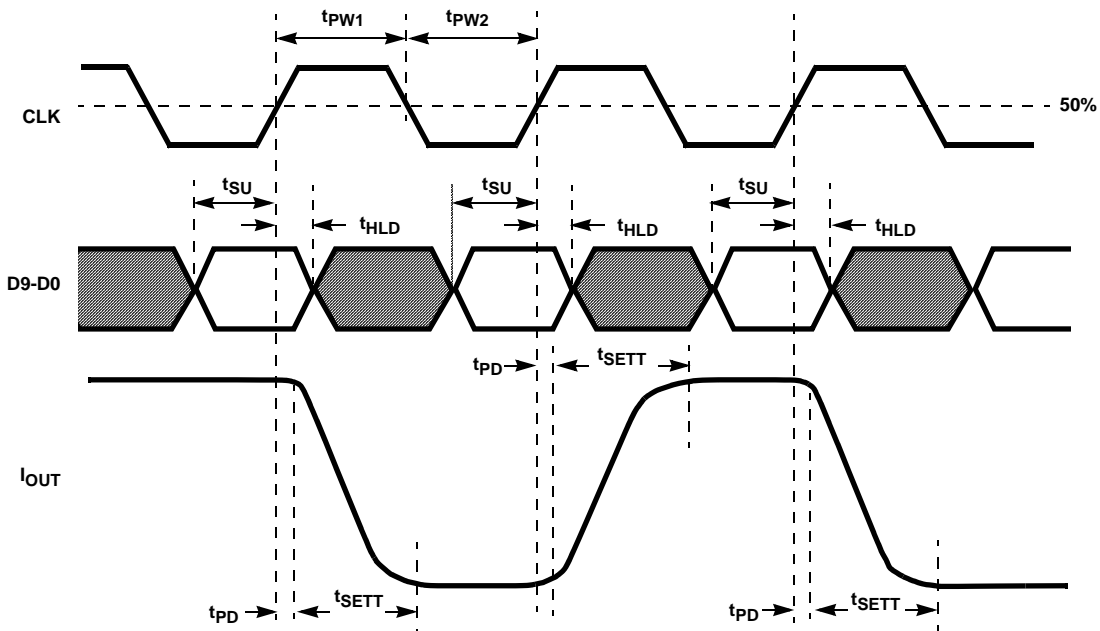 tPW1 tPW2
CLK
50%
tSU tSU tSU
tHLD tHLD tHLD
D9-D0
tPD tSETT
IOUT
tPD tSETT tPD tSETT